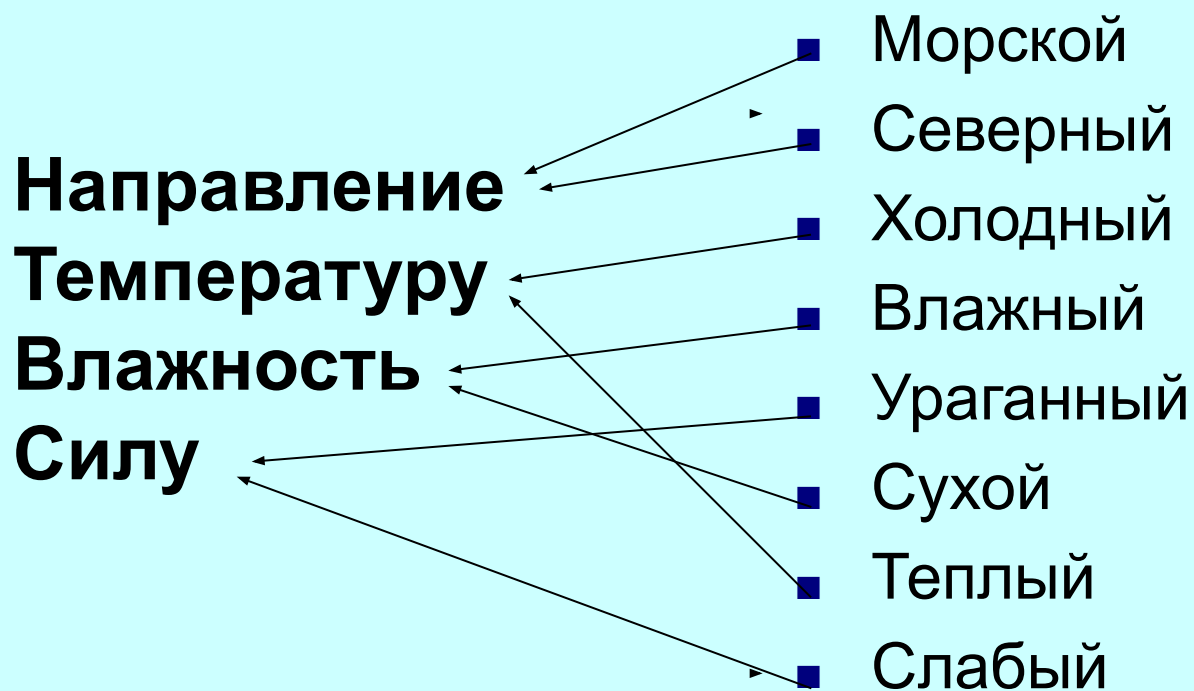 Направление
Температуру
Влажность
Силу
Морской
Северный
Холодный
Влажный
Ураганный
Сухой
Теплый
Слабый